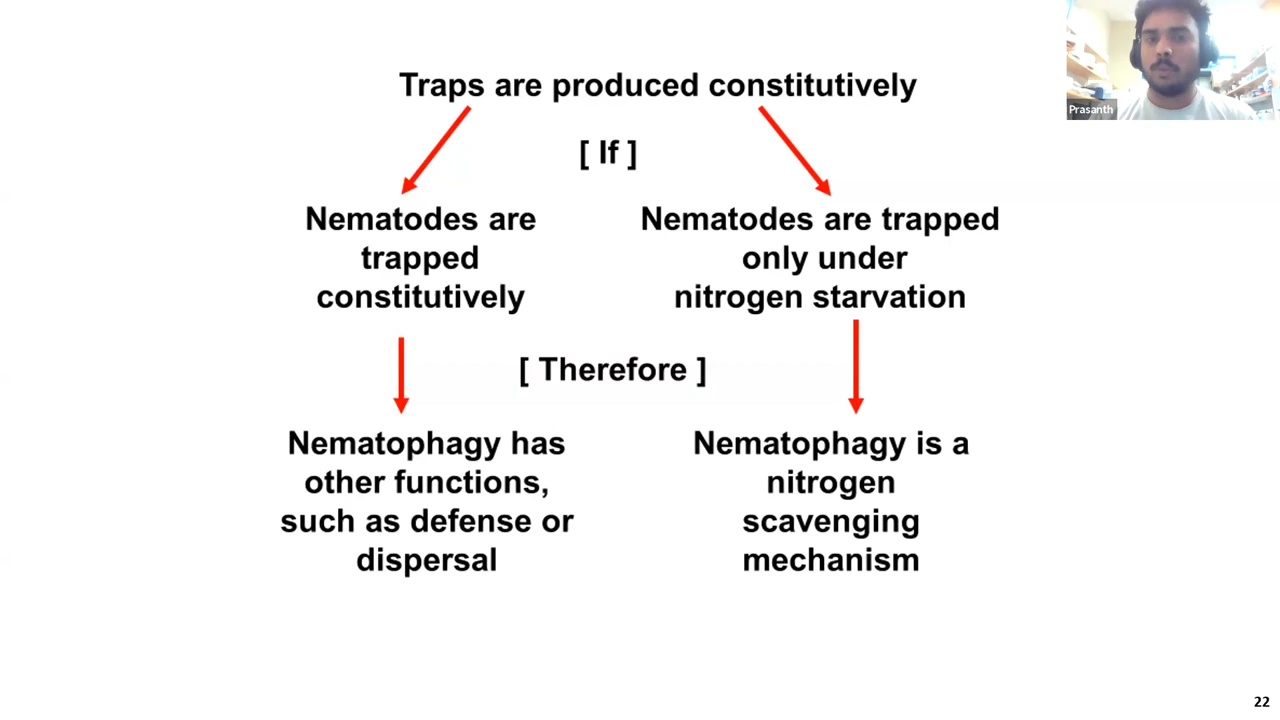 Traps are produced constitutively
Prasanth
[ If ]
Nematodes are
trapped
constitutively
Nematodes are trapped
only under
nitrogen starvation
[ Therefore ]
Nematophagy has
other functions,
such as defense or
dispersal
Nematophagy is a
nitrogen
scavenging
mechanism
22